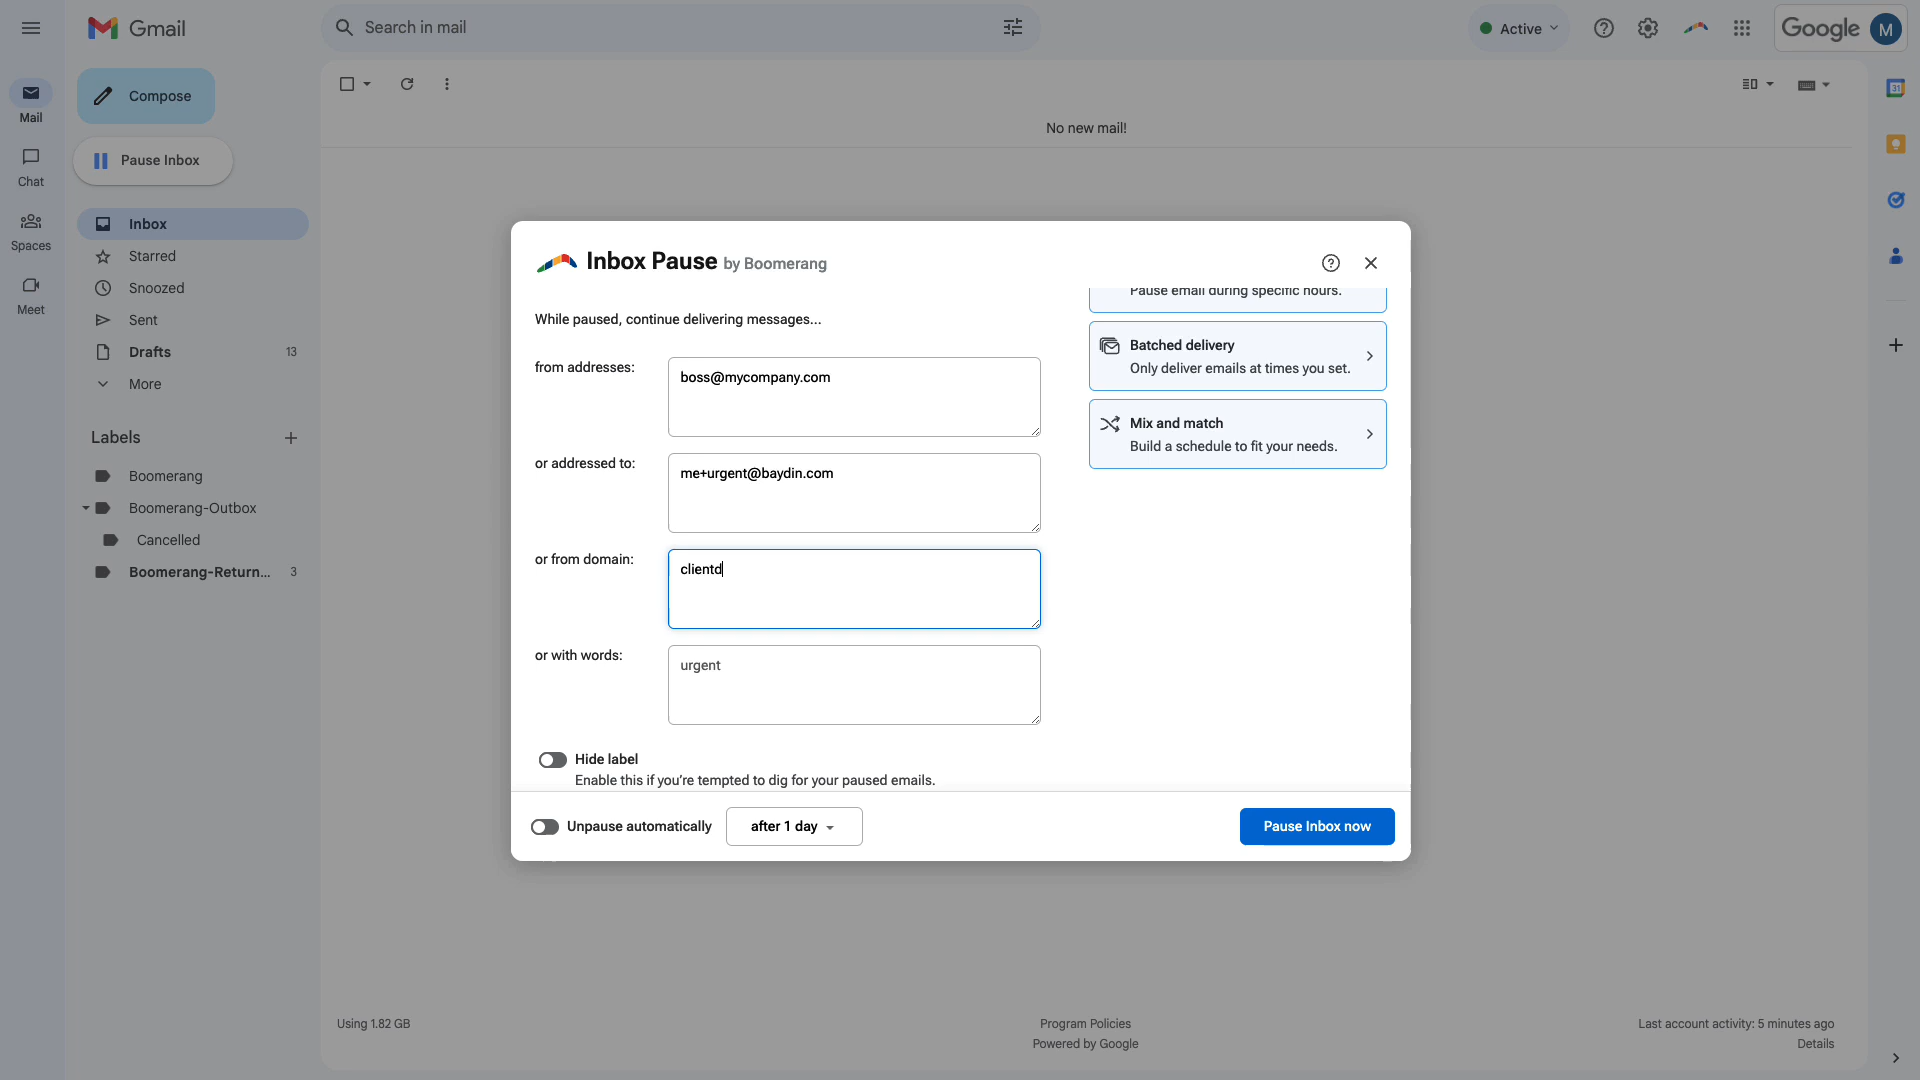 Gmail
Search in mail
Active
Google
M
Mail
Chat
Spaces
Meet
Compose
Pause Inbox
Inbox
Starred
Snoozed
Sent
Drafts 13
More
Labels
Boomerang
Boomerang-Outbox
Cancelled
Boomerang-Return... 3
No new mail!
31
Inbox Pause by Boomerang
While paused, continue delivering messages...
from addresses:
boss@mycompany.com
or addressed to:
me+urgent@baydin.com
or from domain:
clientd
or with words:
urgent
Hide label
Enable this if you're tempted to dig for your paused emails.
Pause email during specific hours.
Batched delivery
Only deliver emails at times you set.
Mix and match
Build a schedule to fit your needs.
Unpause automatically
after 1 day
Pause Inbox now
Using 1.82 GB
Program Policies
Powered by Google
Last account activity: 5 minutes ago
Details